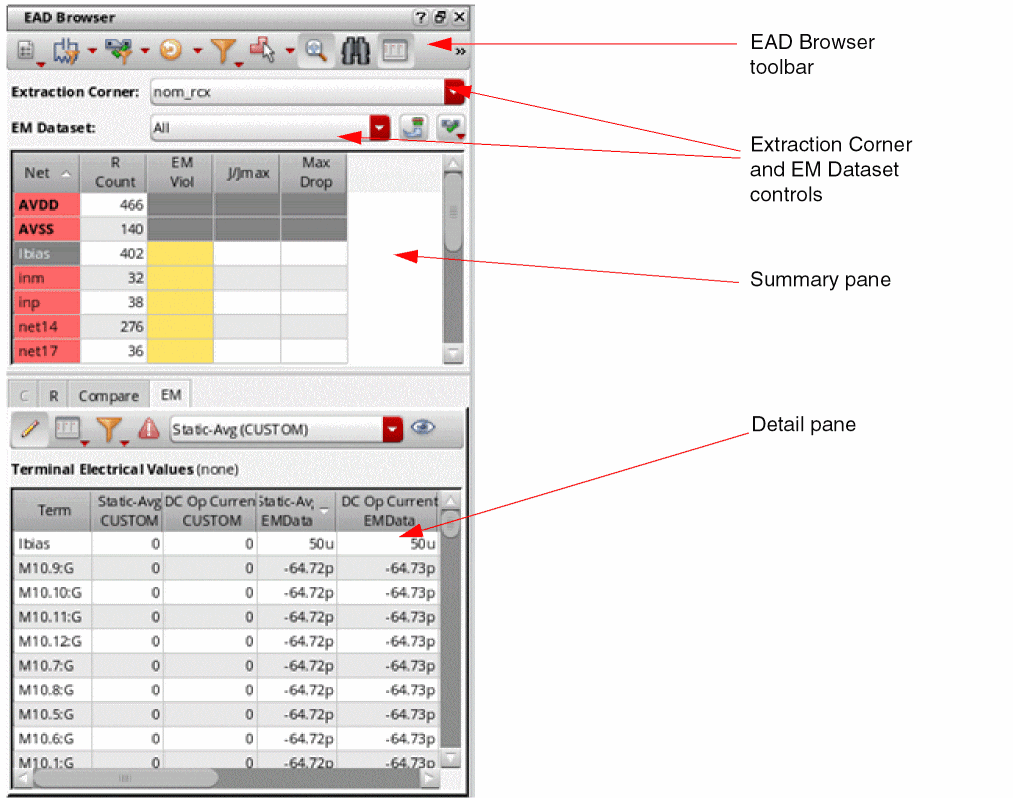 EAD Browser
EAD Browser
toolbar
Extraction Corner: nom_rcx
EM Dataset: All
Extraction Corner
and EM Dataset
controls
Net R Count EM Viol J/Jmax Max Drop
AVDD 466
AVSS 140
Ibias 402
inm 32
inp 38
net14 276
net17 36
Summary pane
C R Compare EM
Static-Avg (CUSTOM)
Detail pane
Terminal Electrical Values (none)
Term Static-Avg CUSTOM DC Op Curren CUSTOM Static-Av EMData DC Op Current EMData
Ibias 0 0 50u 50u
M10.9:G 0 0 -64.72p -64.73p
M10.10:G 0 0 -64.72p -64.73p
M10.11:G 0 0 -64.72p -64.73p
M10.12:G 0 0 -64.72p -64.73p
M10.7:G 0 0 -64.72p -64.73p
M10.8:G 0 0 -64.72p -64.73p
M10.5:G 0 0 -64.72p -64.73p
M10.6:G 0 0 -64.72p -64.73p
M10.1:G 0 0 -64.72p -64.73p